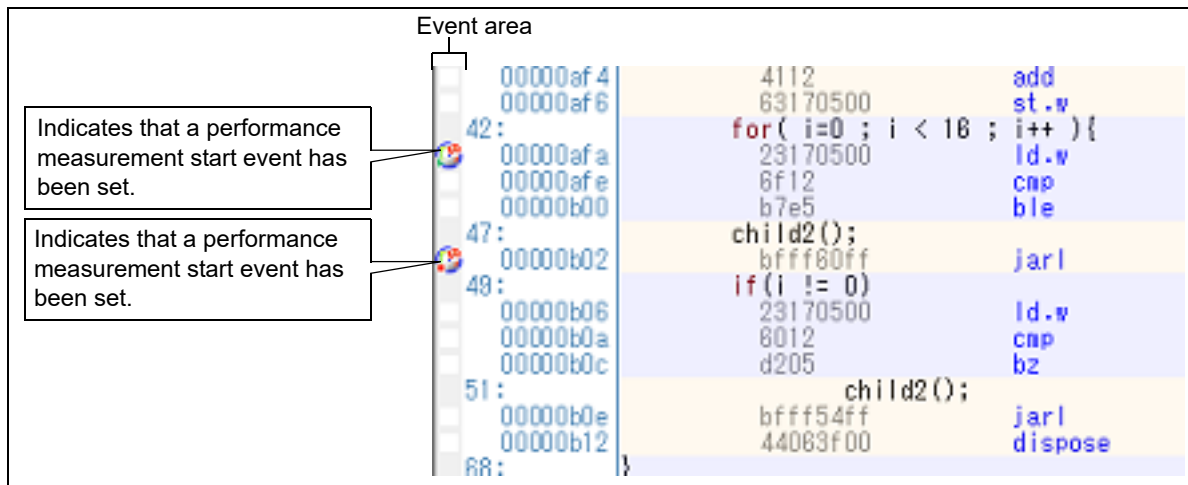 Event area
00000af4 4112 add
00000af6 63170500 st.w
Indicates that a performance
measurement start event has
been set.
42: for( i=0 ; i < 16 ; i++ ){
00000afa 23170500 ld.w
00000afe 6f12 cmp
00000b00 b7e5 ble
Indicates that a performance
measurement start event has
been set.
47: child2();
00000b02 bfff60ff jarl
49: if(i != 0)
00000b06 23170500 ld.w
00000b0a 6012 cmp
00000b0c d205 bz
51: child2();
00000b0e bfff54ff jarl
00000b12 44063f00 dispose
68: }